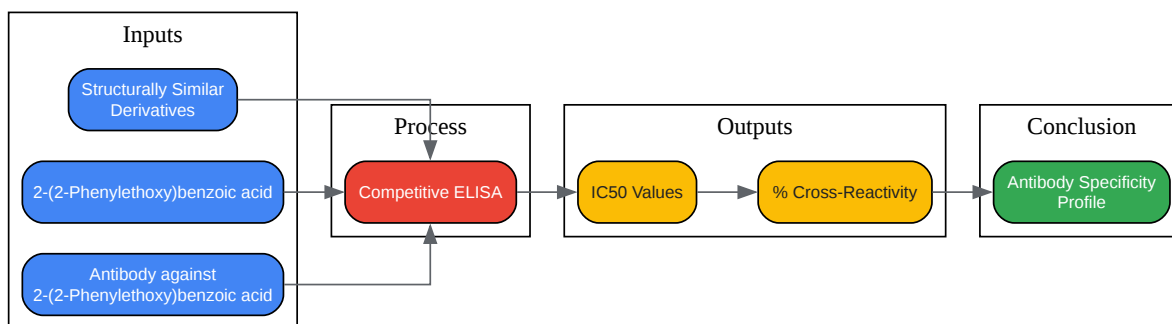 Inputs
Structurally Similar
Derivatives
2-(2-Phenylethoxy)benzoic acid
Antibody against
2-(2-Phenylethoxy)benzoic acid
Process
Competitive ELISA
Outputs
IC50 Values
% Cross-Reactivity
Conclusion
Antibody Specificity
Profile